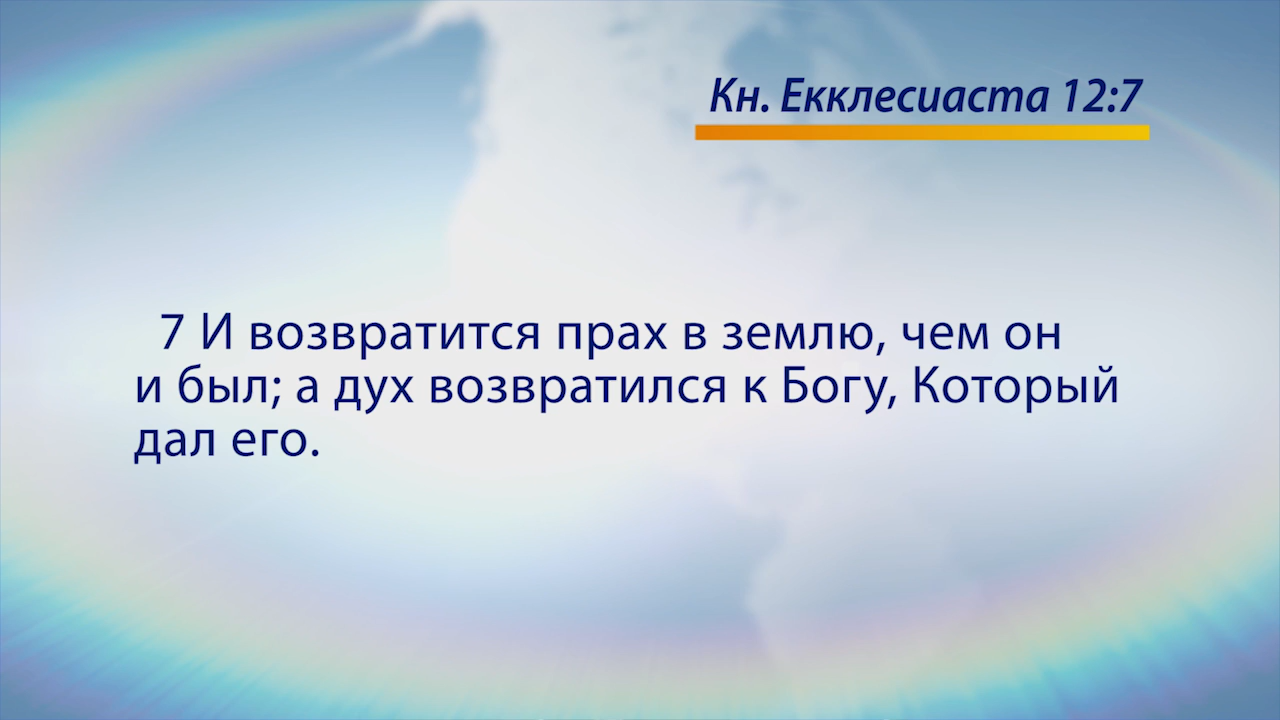 Кн. Екклесиаста 12:7
7 И возвратится прах в землю, чем он
и был; а дух возвратился к Богу, Который
дал его.